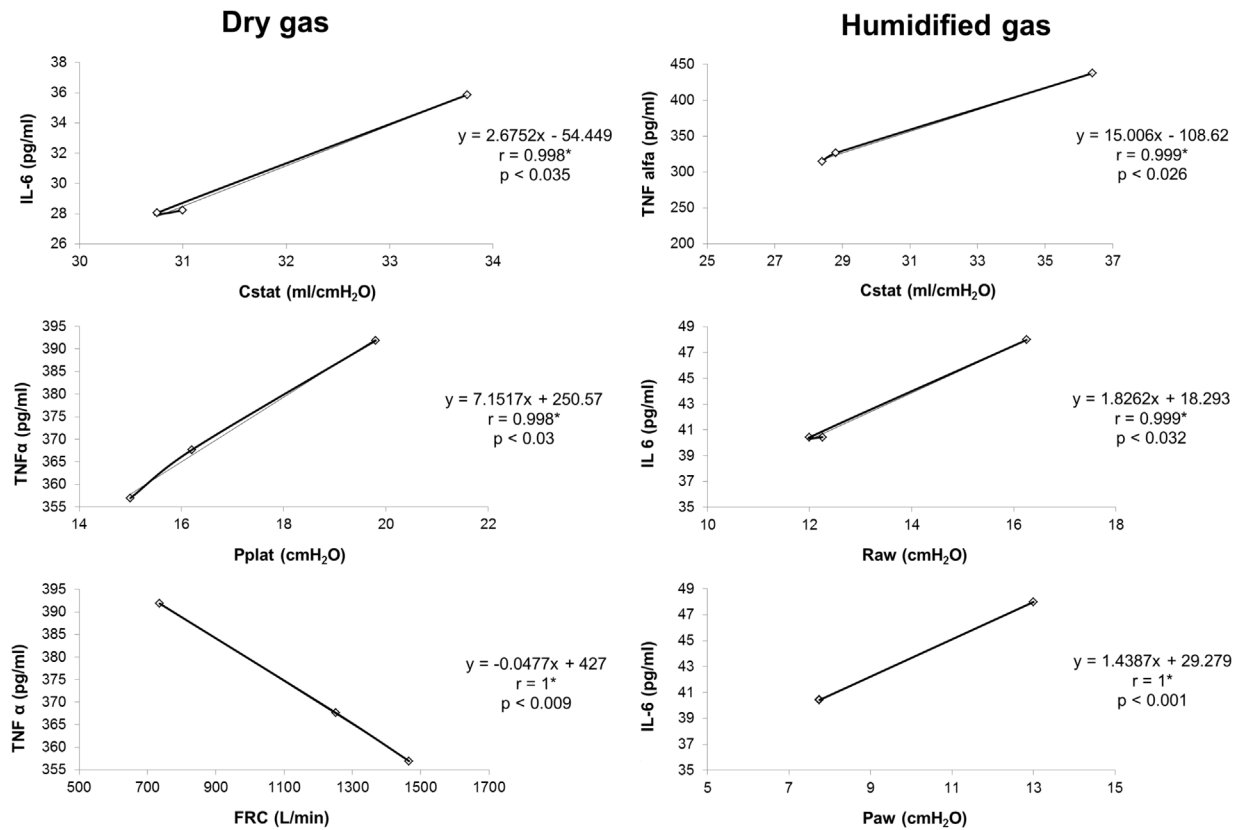 Dry gas
IL-6 (pg/ml)
38
36
34
32
30
28
26
30 31 32 33 34
Cstat (ml/cmH₂O)
y = 2.6752x - 54.449
r = 0.998*
p < 0.035
Humidified gas
TNF alfa (pg/ml)
450
400
350
300
250
200
25 27 29 31 33 35 37
Cstat (ml/cmH₂O)
y = 15.006x - 108.62
r = 0.999*
p < 0.026
TNFα (pg/ml)
395
390
385
380
375
370
365
360
355
14 16 18 20 22
Pplat (cmH₂O)
y = 7.1517x + 250.57
r = 0.998*
p < 0.03
IL 6 (pg/ml)
49
47
45
43
41
39
37
35
10 12 14 16 18
Raw (cmH₂O)
y = 1.8262x + 18.293
r = 0.999*
p < 0.032
TNF α (pg/ml)
395
390
385
380
375
370
365
360
355
500 700 900 1100 1300 1500 1700
FRC (L/min)
y = -0.0477x + 427
r = 1*
p < 0.009
IL-6 (pg/ml)
49
47
45
43
41
39
37
35
5 7 9 11 13 15
Paw (cmH₂O)
y = 1.4387x + 29.279
r = 1*
p < 0.001